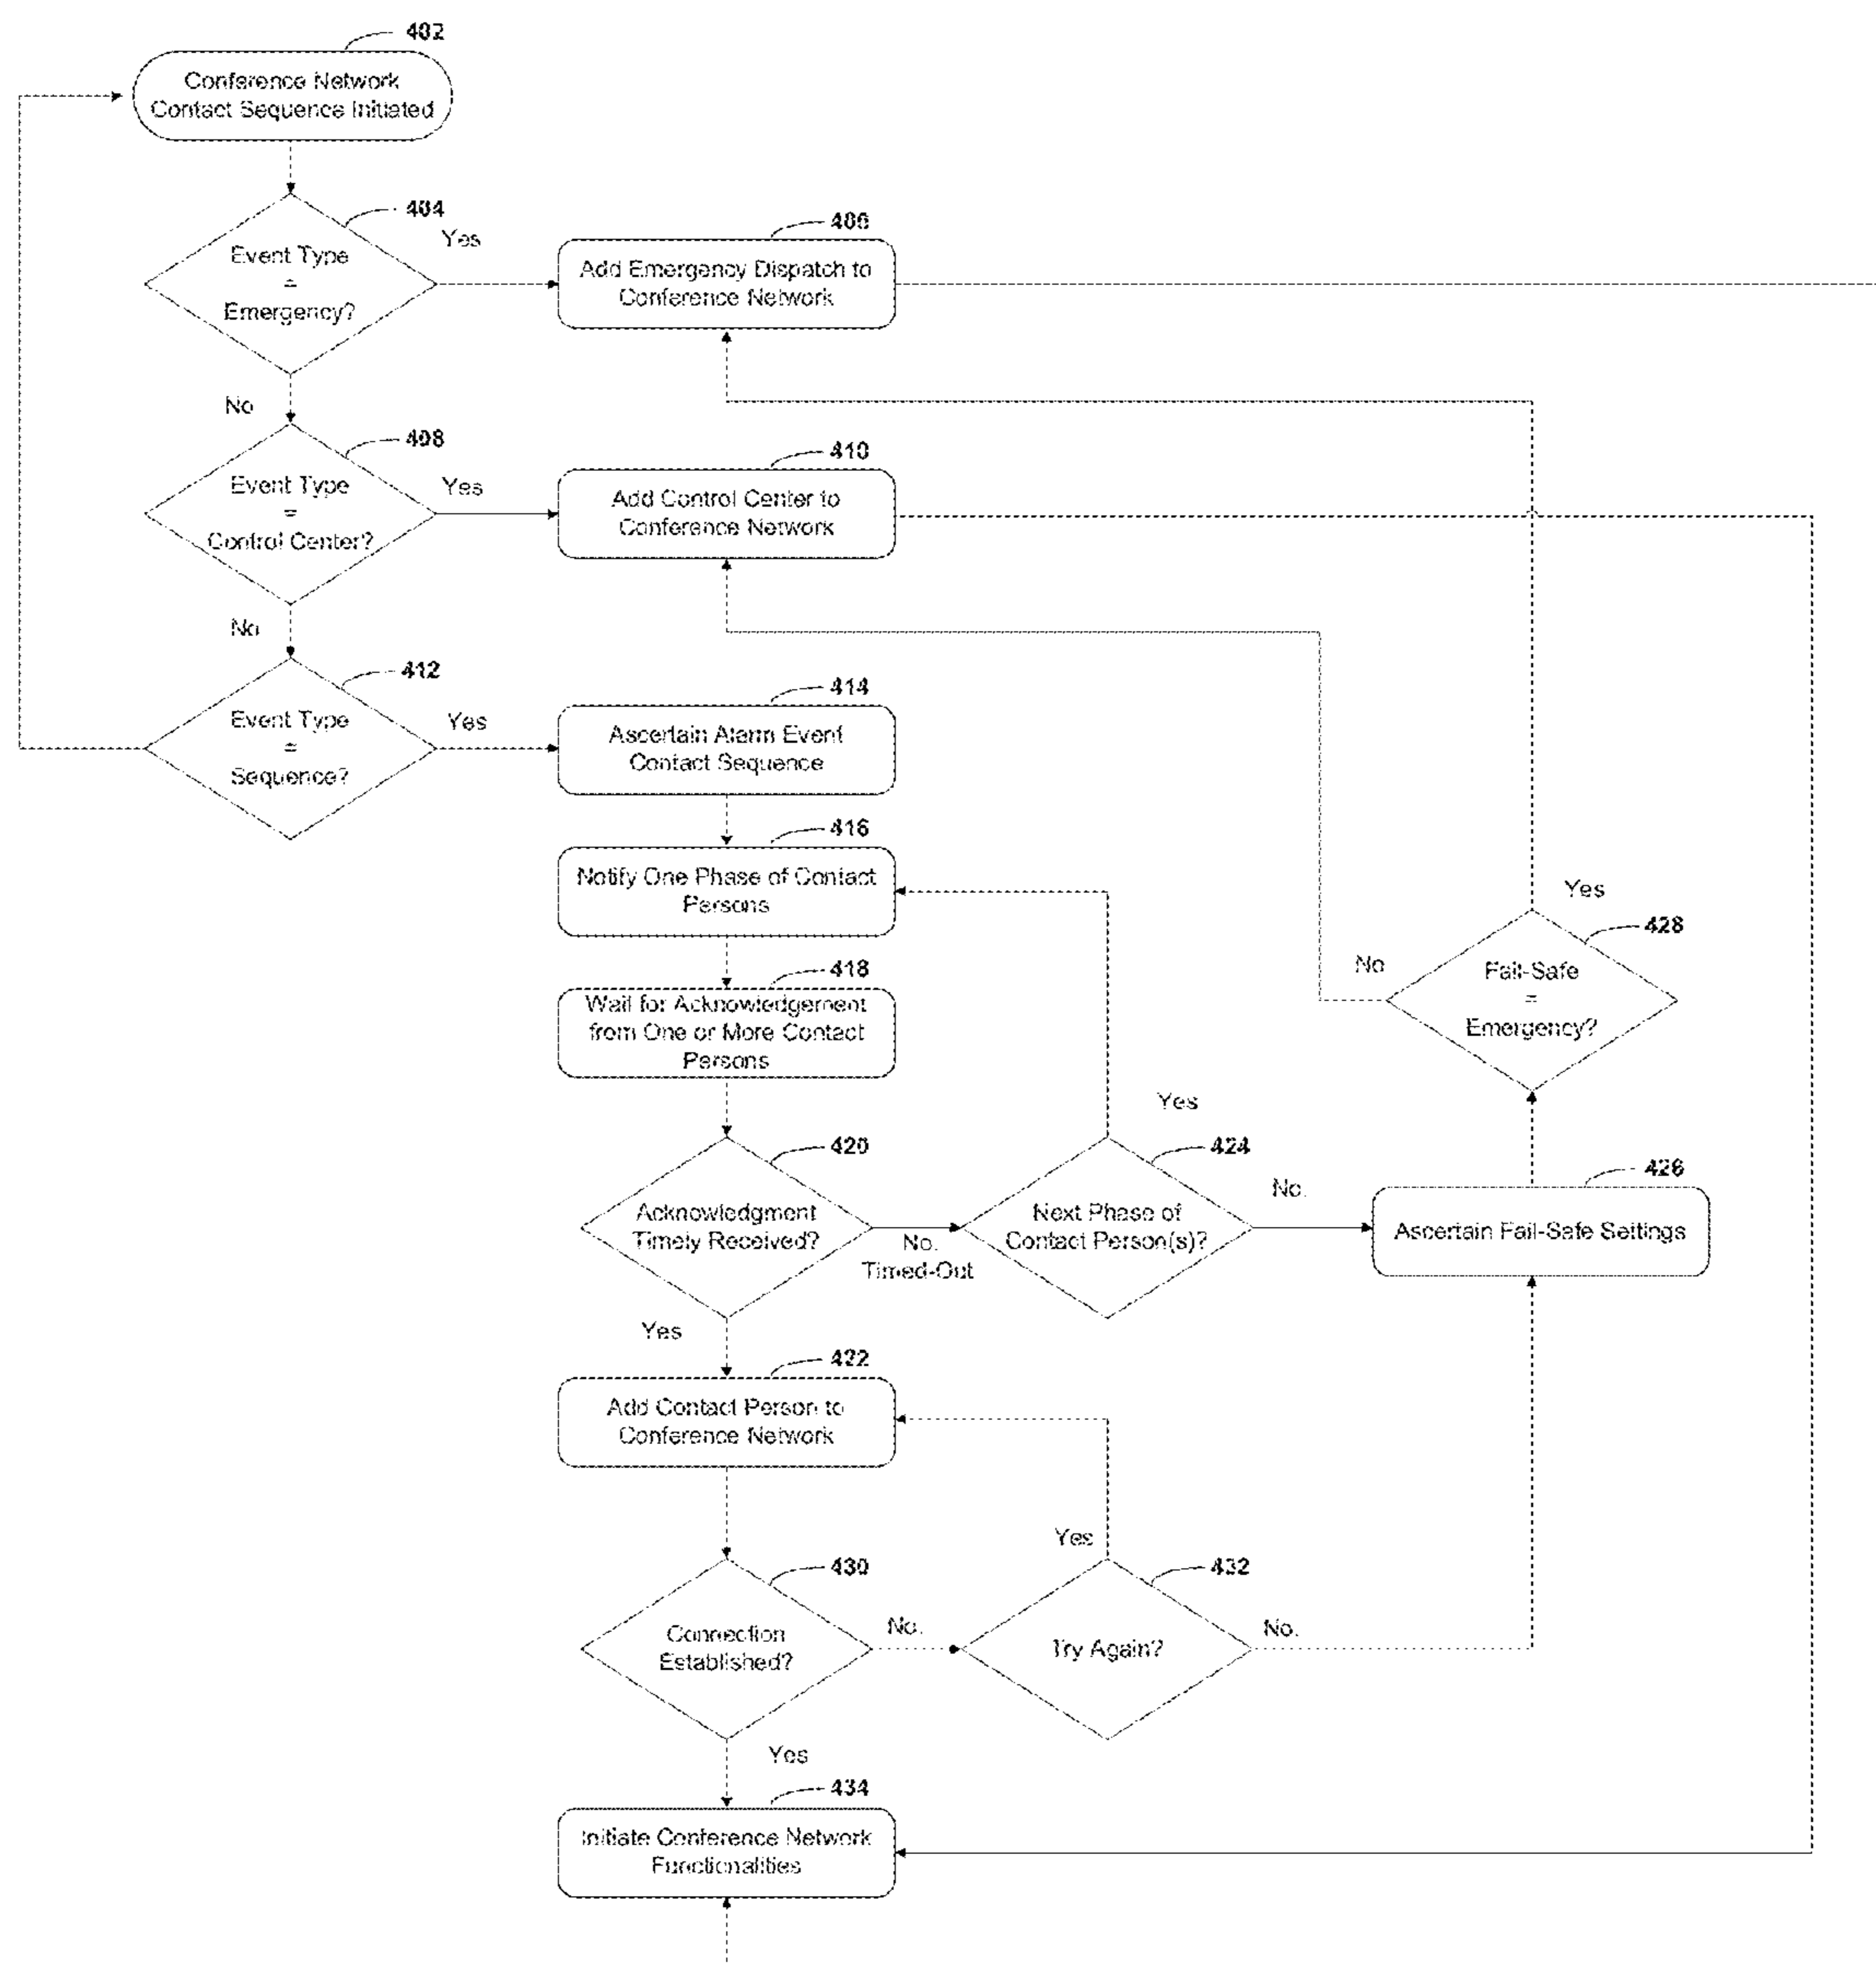 402
Conference Network
Contact Sequence Initiated
404
Event Type
=
Emergency?
Yes
406
Add Emergency Dispatch to
Conference Network
No
408
Event Type
=
Control Center?
Yes
410
Add Control Center to
Conference Network
No
412
Event Type
=
Sequence?
Yes
414
Ascertain Alarm Event
Contact Sequence
416
Notify One Phase of Contact
Persons
418
Wait for Acknowledgement
from One or More Contact
Persons
Yes
428
No
Fail-Safe
=
Emergency?
420
Acknowledgment
Timely Received?
No.
Timed-Out
Yes
424
Next Phase of
Contact Person(s)?
No.
426
Ascertain Fail-Safe Settings
Yes
422
Add Contact Person to
Conference Network
430
Connection
Established?
No.
Yes
432
Try Again?
No.
Yes
434
Initiate Conference Network
Functionalities